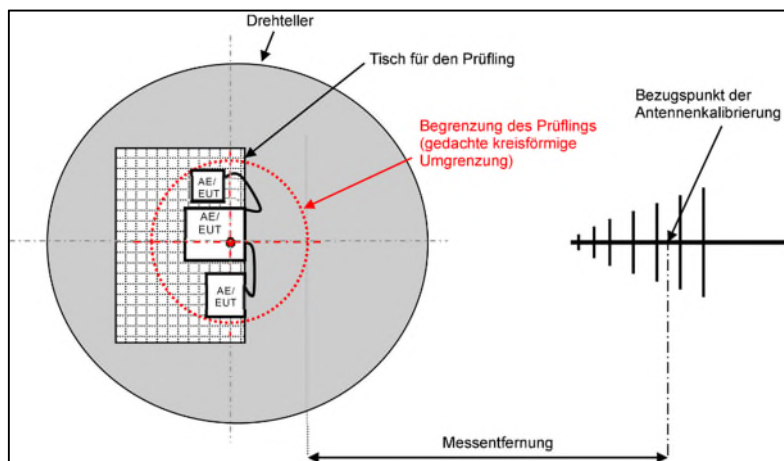 Drehteller
Tisch für den Prüfling
Bezugspunkt der
Antennenkalibrierung
Begrenzung des Prüflings
(gedachte kreisförmige
Umgrenzung)
AE/
EUT
AE/
EUT
AE/
EUT
Messentfernung